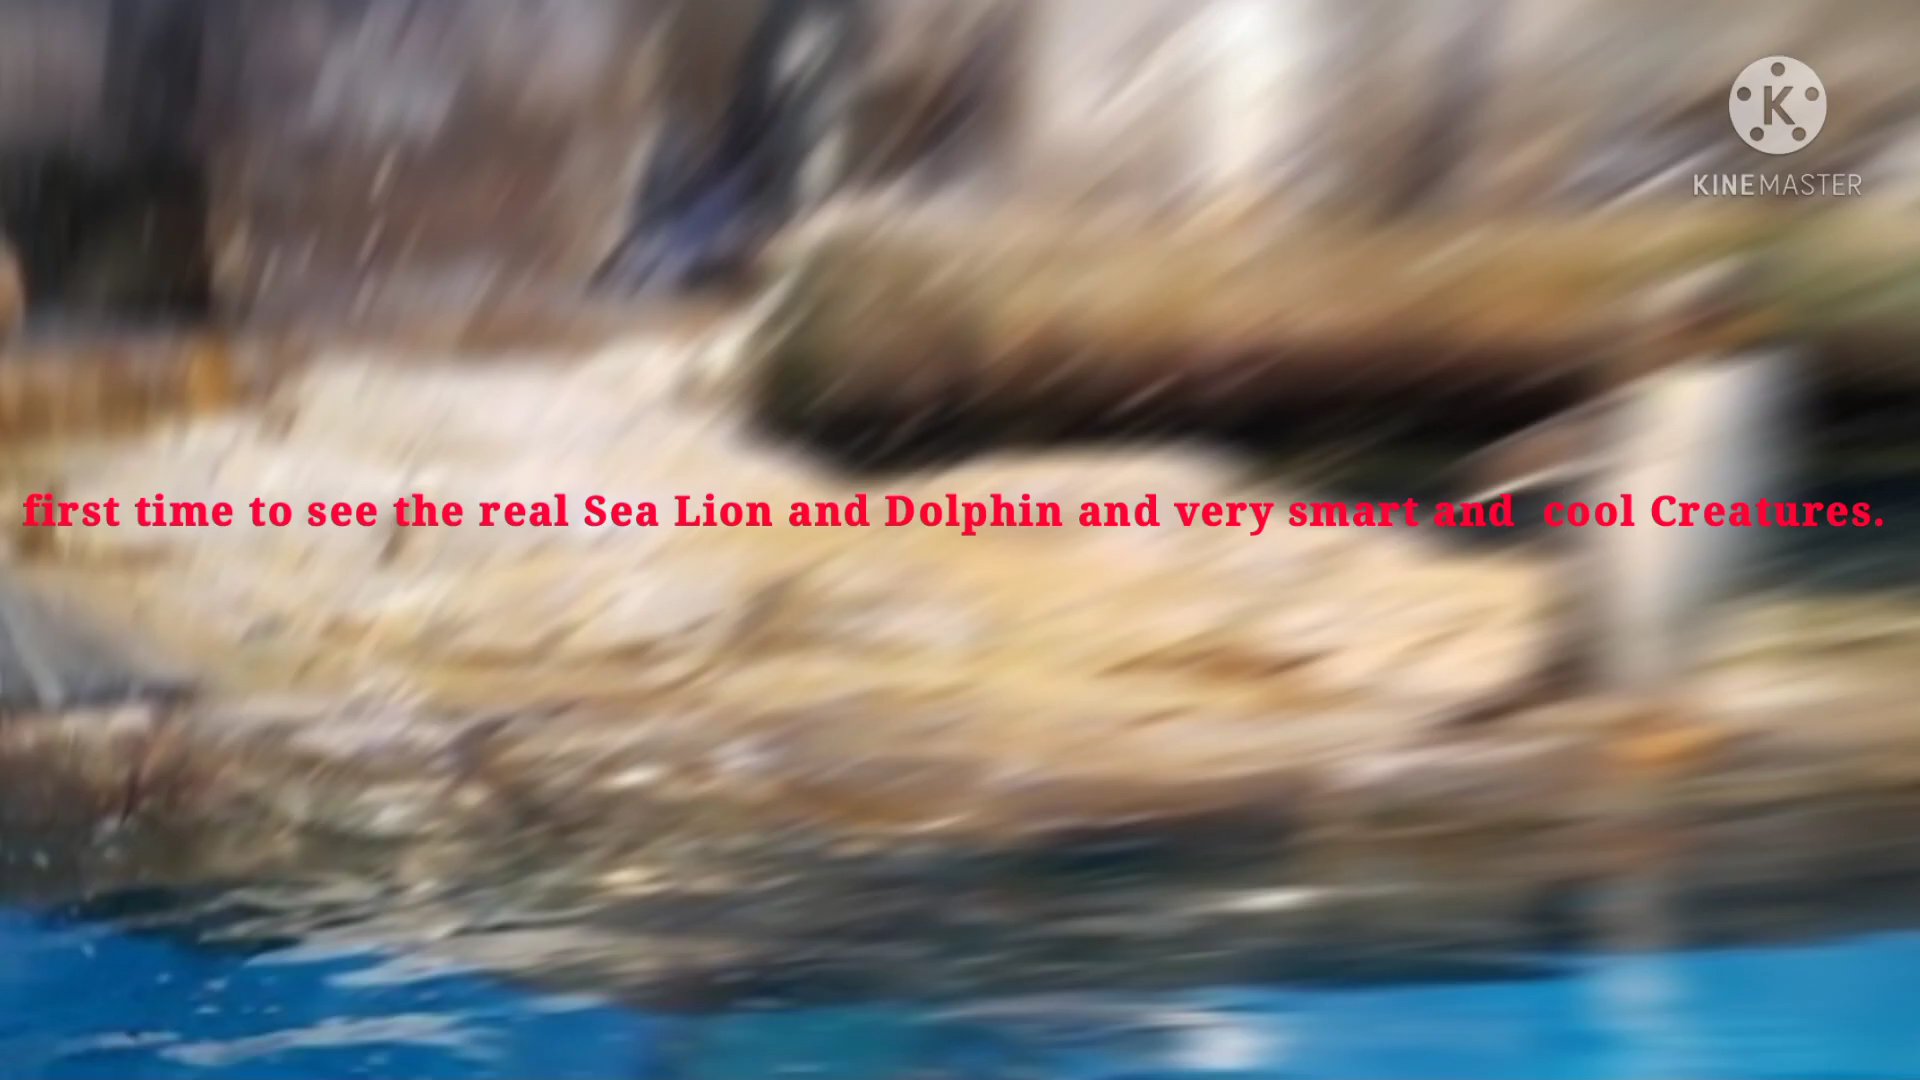 K
KINEMASTER
first time to see the real Sea Lion and Dolphin and very smart and  cool Creatures.